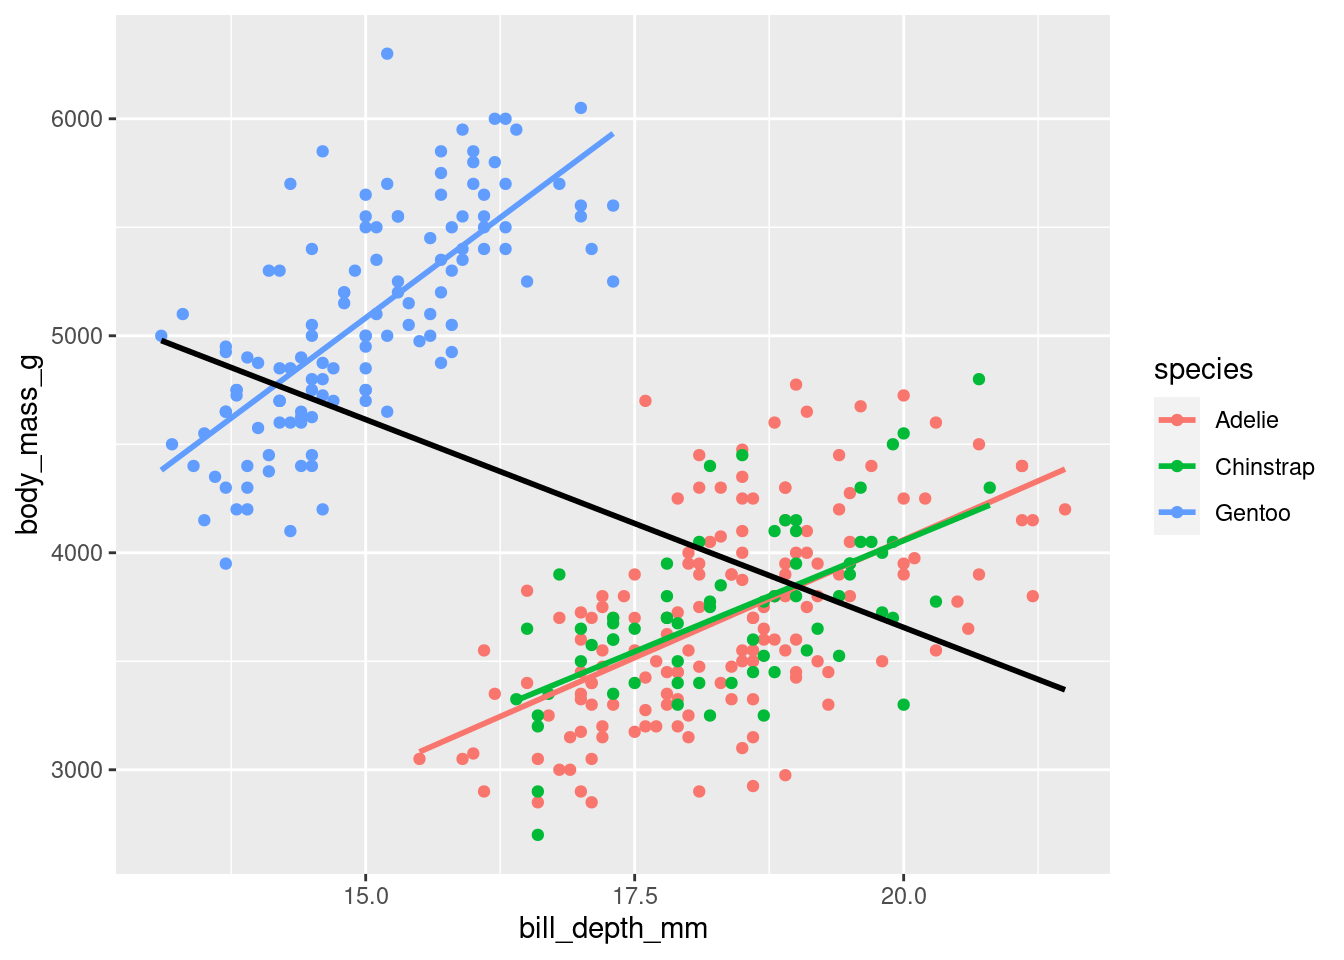 6000
5000
4000
3000
body_mass_g
15.0
17.5
20.0
bill_depth_mm
species
Adelie
Chinstrap
Gentoo